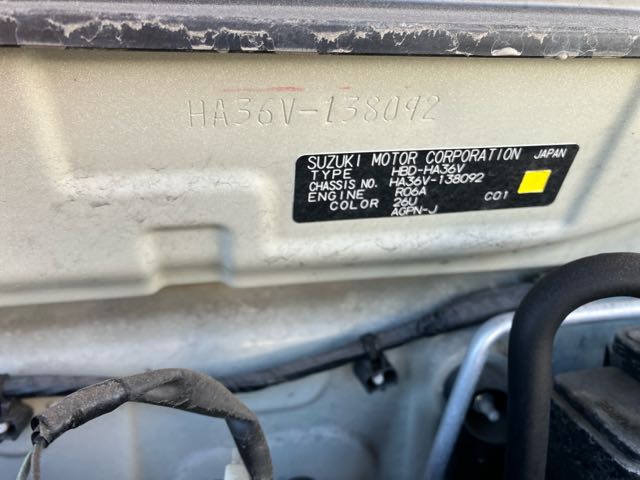 HA36V-138092
SUZUKI MOTOR CORPORATION JAPAN
TYPE HBD-HA36V
CHASSIS NO. HA36V-138092
ENGINE R06A
COLOR 26U C01
AGPN-J